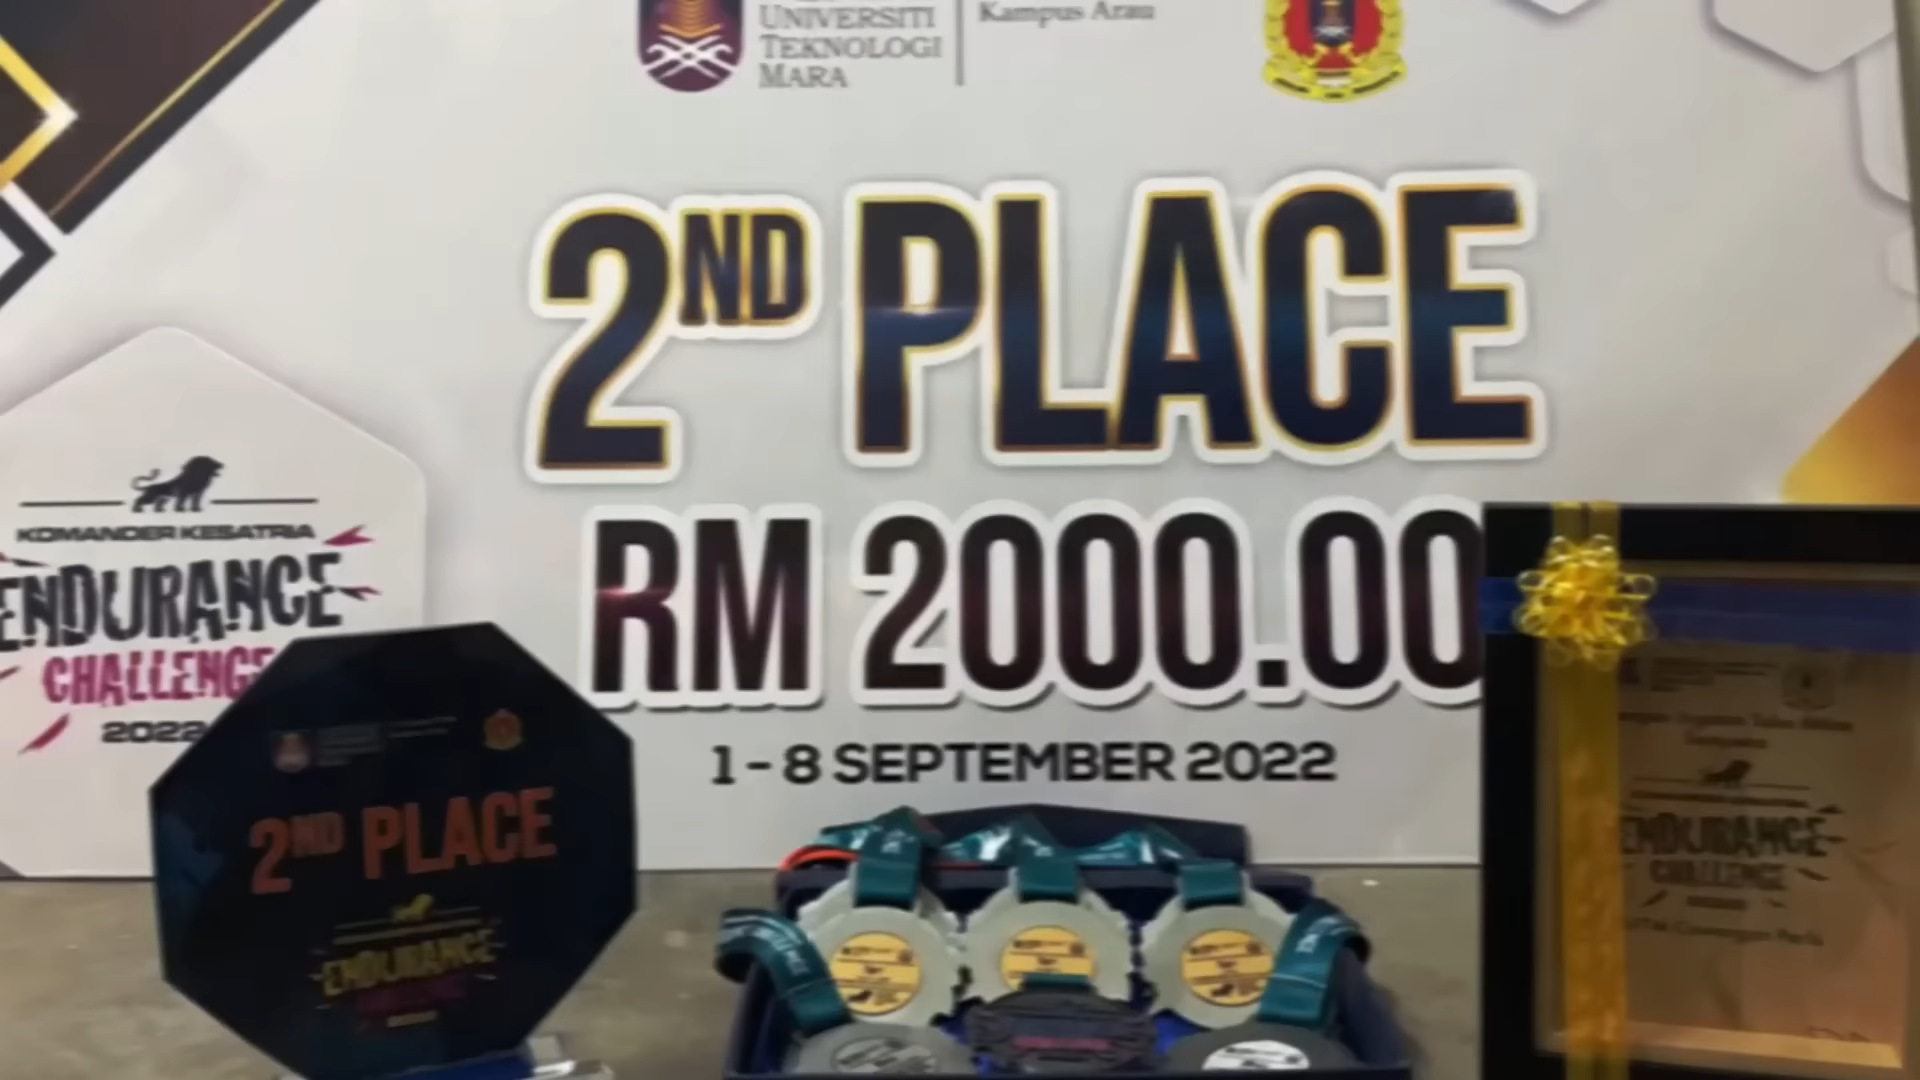 UNIVERSITI
TEKNOLOGI
MARA
Kampus Arau
2ND PLACE
RM 2000.00
1 - 8 SEPTEMBER 2022
KOMANDER KESATRIA
ENDURANCE
CHALLENGE
2022
2ND PLACE
ENDURANCE
ENDURANCE
CHALLENGE